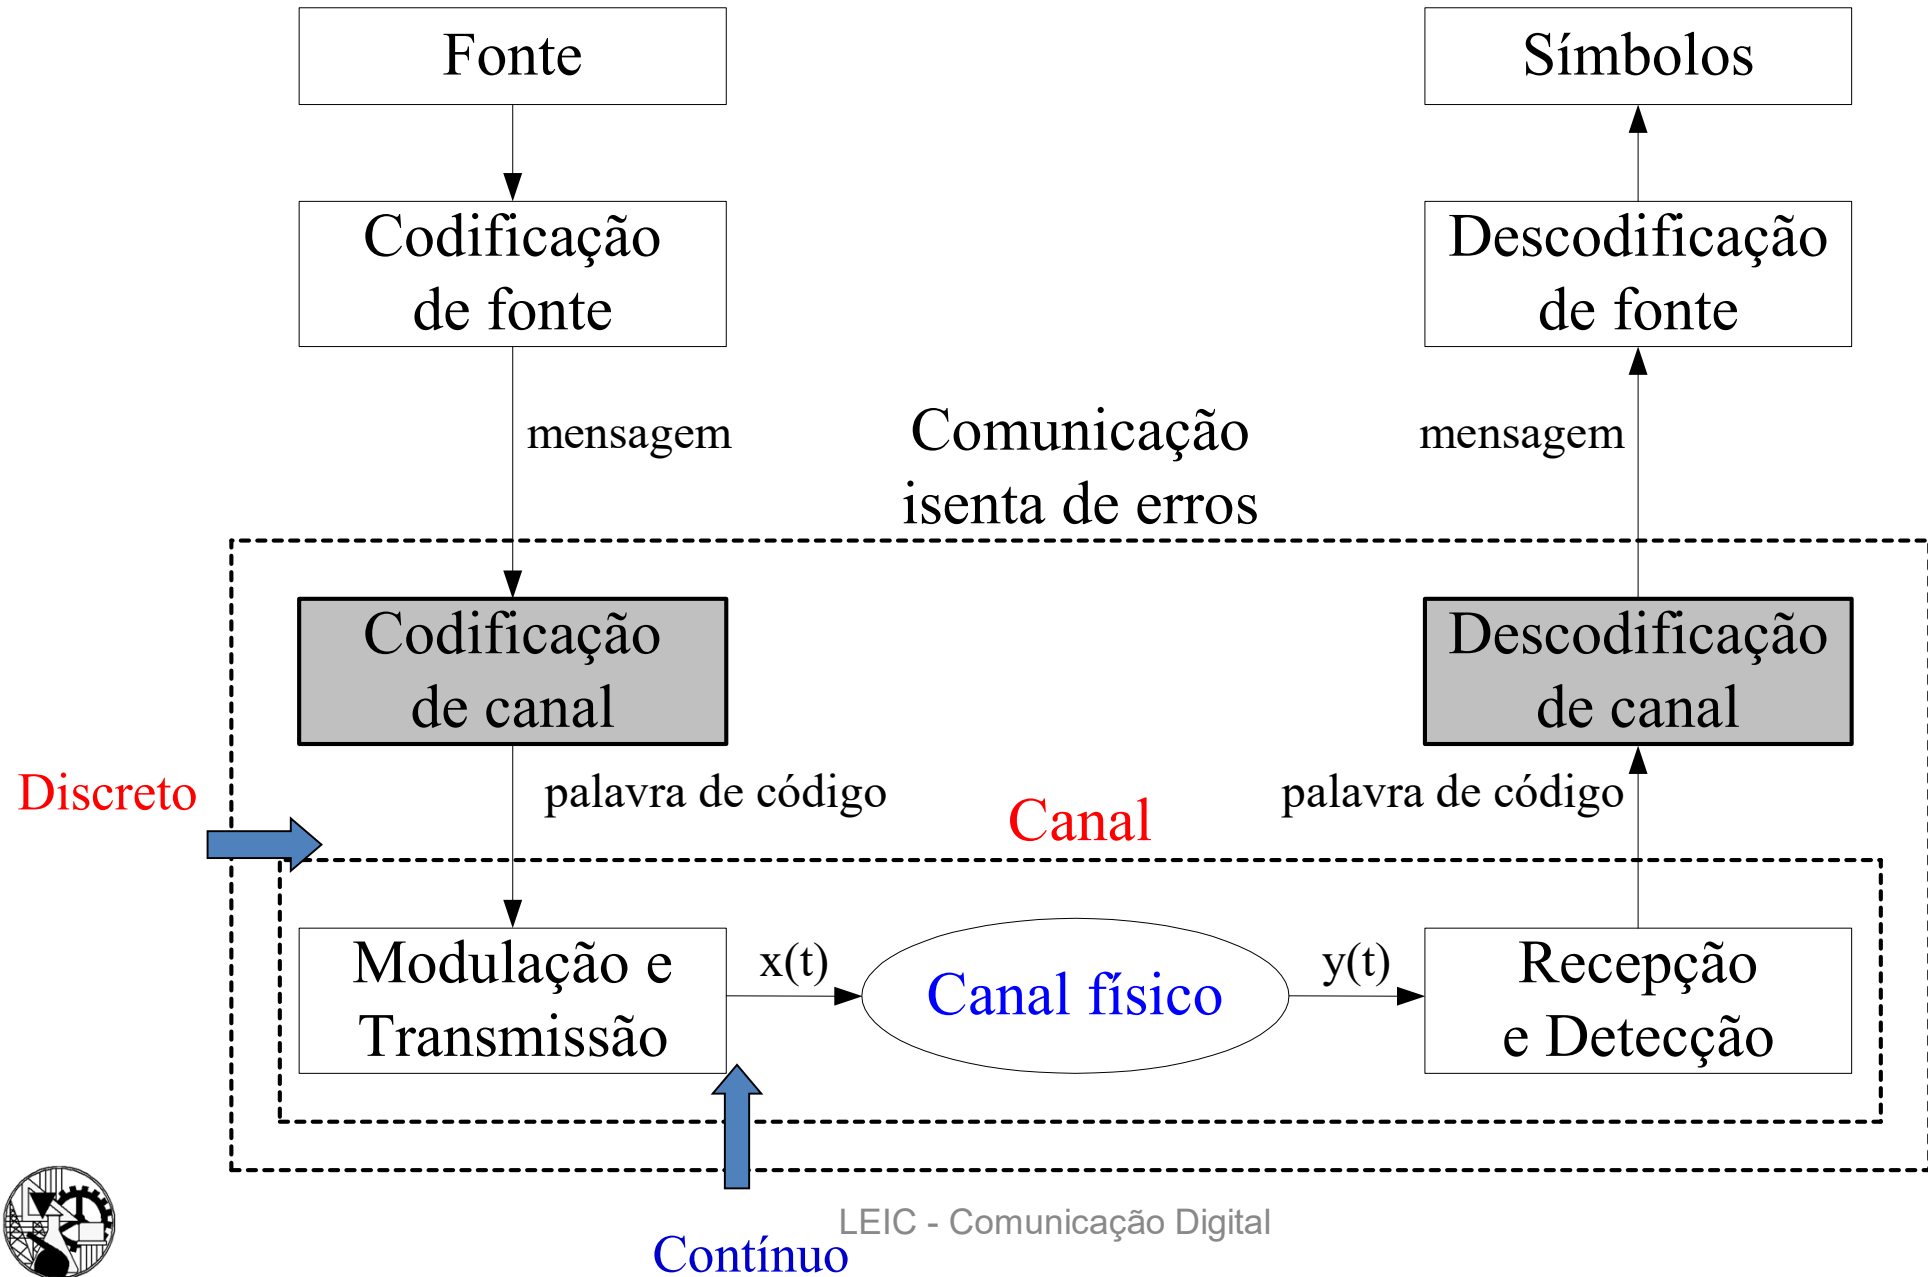 Fonte
Símbolos
Codificação
de fonte
Descodificação
de fonte
mensagem
Comunicação
isenta de erros
mensagem
Codificação
de canal
Descodificação
de canal
Discreto
palavra de código
Canal
palavra de código
Modulação e
Transmissão
x(t)
Canal físico
y(t)
Recepção
e Detecção
LEIC - Comunicação Digital
Contínuo